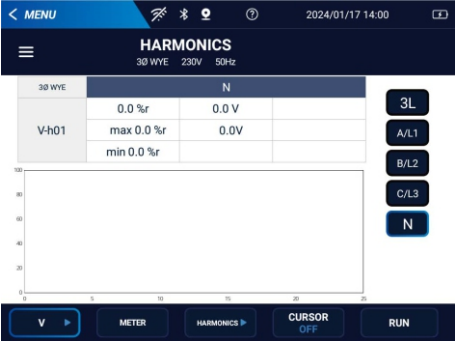 < MENU 2024/01/17 14:00
HARMONICS
3Ø WYE 230V 50Hz
3Ø WYE N
V-h01 0.0 %r 0.0 V
max 0.0 %r 0.0V
min 0.0 %r
3L
A/L1
B/L2
C/L3
N
100
80
60
40
20
0
0 5 10 15 20 25
V METER HARMONICS CURSOR OFF RUN